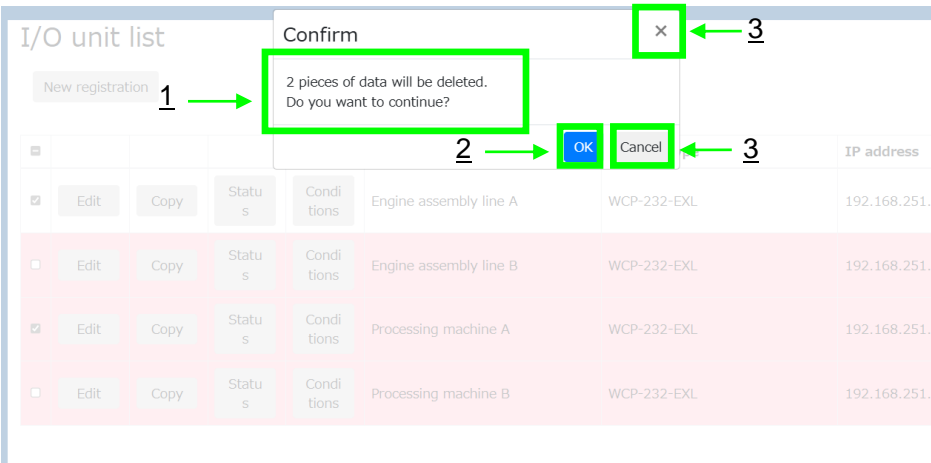 I/O unit list
Confirm
×
3
New registration
1
2 pieces of data will be deleted.
Do you want to continue?
2
OK
Cancel
3
IP address
Edit Copy Statu Condi Engine assembly line A WCP-232-EXL 192.168.251.
s tions
Edit Copy Statu Condi Engine assembly line B WCP-232-EXL 192.168.251.
s tions
Edit Copy Statu Condi Processing machine A WCP-232-EXL 192.168.251.
s tions
Edit Copy Statu Condi Processing machine B WCP-232-EXL 192.168.251.
s tions